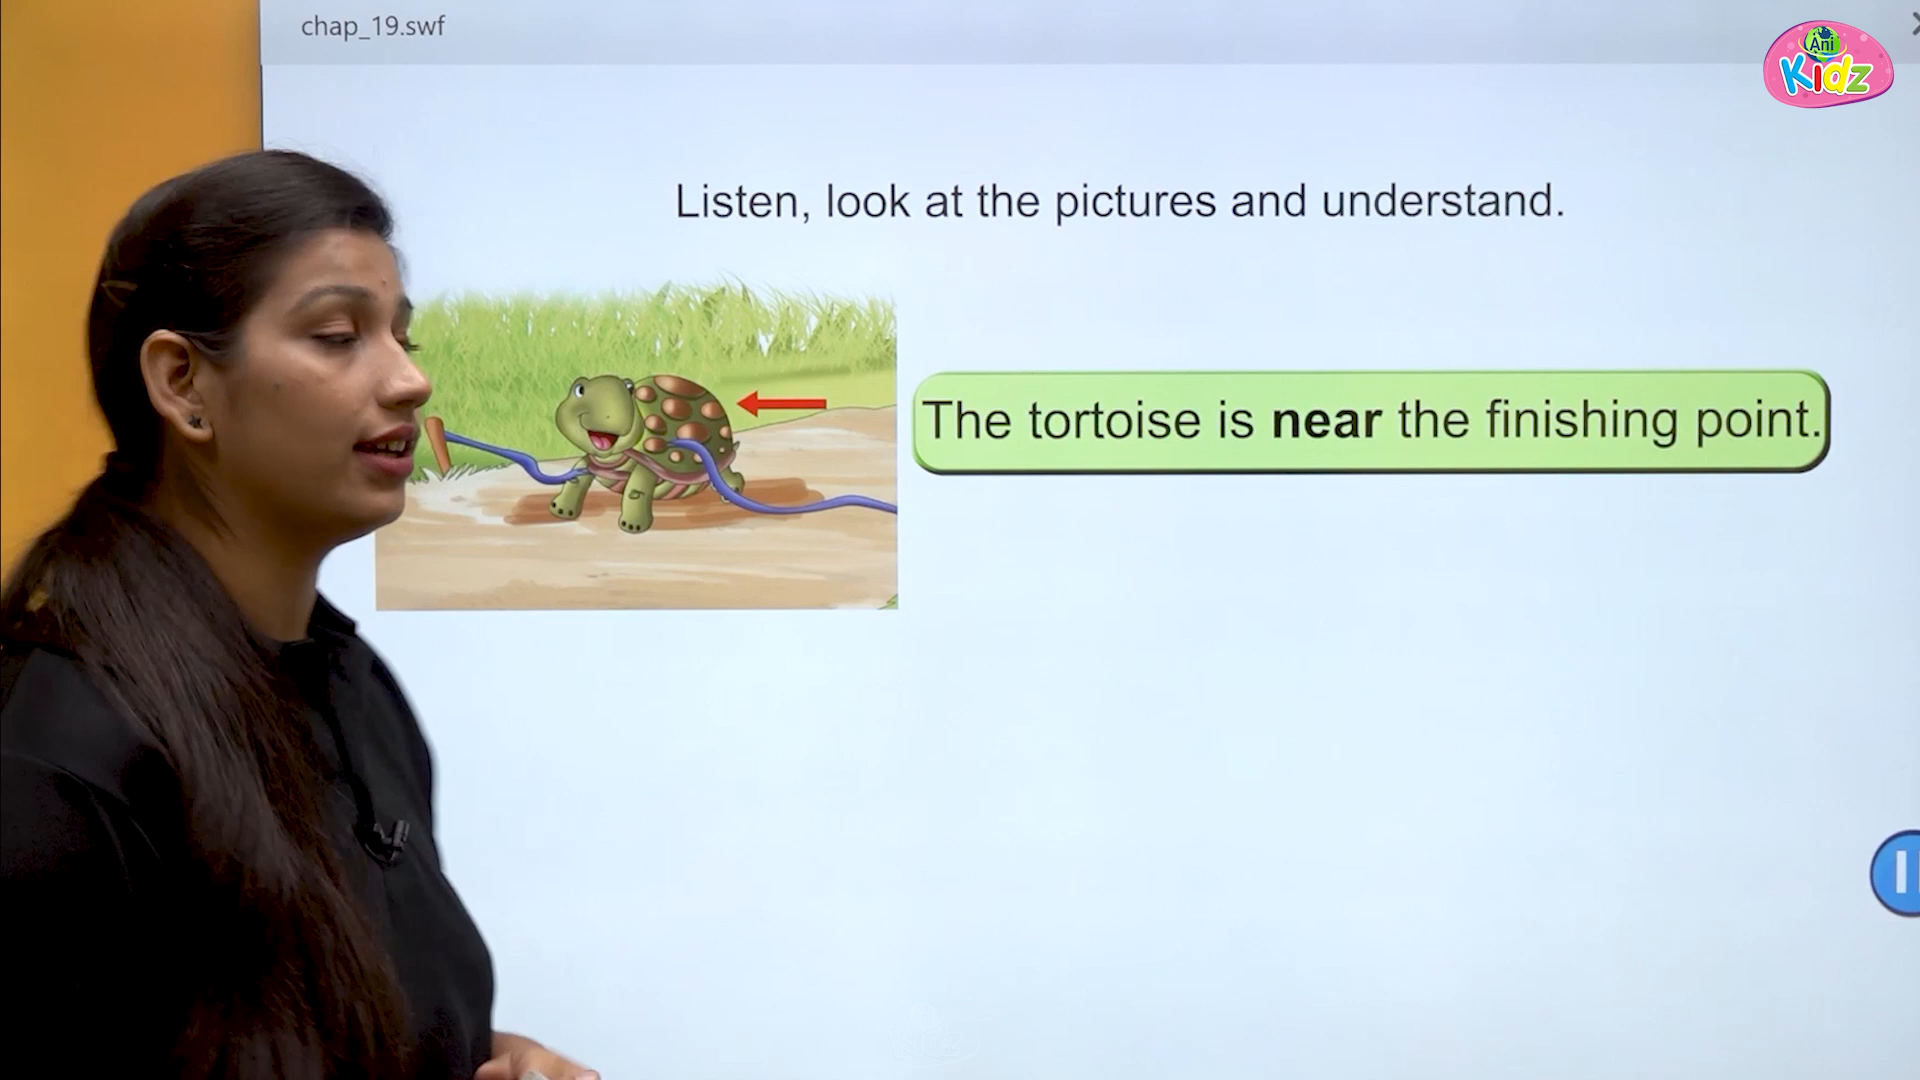 chap_19.swf
Ani
Kidz
Listen, look at the pictures and understand.
The tortoise is near the finishing point.